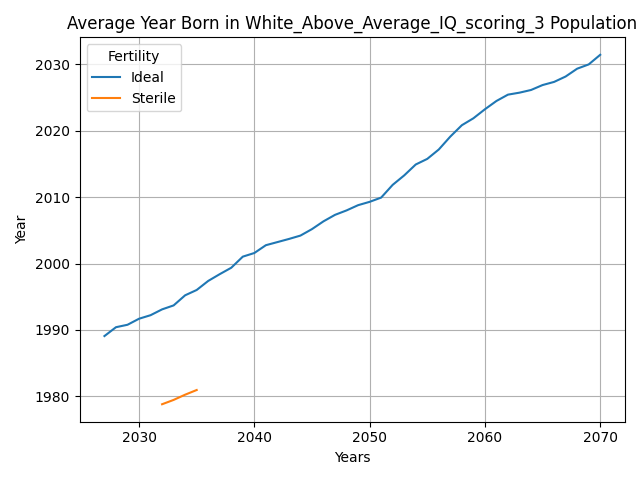 Average Year Born in White_Above_Average_IQ_scoring_3 Population
Fertility
Ideal
Sterile
2030
2020
2010
2000
1990
1980
Year
2030 2040 2050 2060 2070
Years